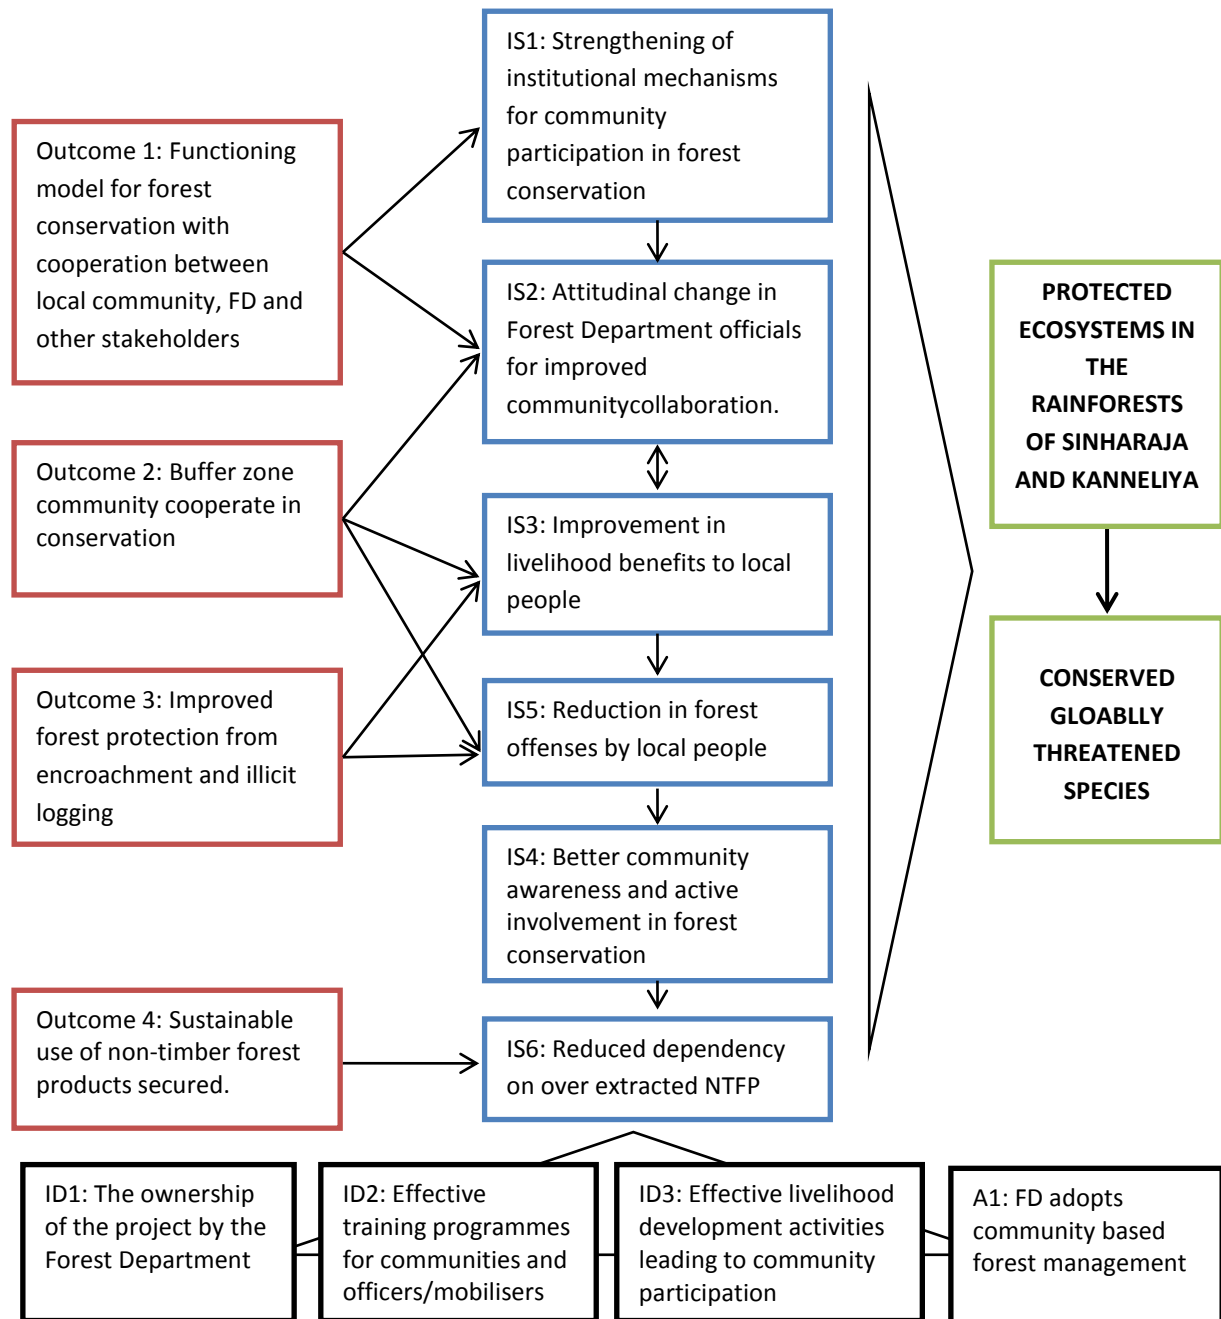 IS1: Strengthening of
institutional mechanisms
for community
participation in forest
conservation
Outcome 1: Functioning
model for forest
conservation with
cooperation between
local community, FD and
other stakeholders
IS2: Attitudinal change in
Forest Department officials
for improved
communitycollaboration.
PROTECTED
ECOSYSTEMS IN
THE
RAINFORESTS
OF SINHARAJA
AND KANNELIYA
Outcome 2: Buffer zone
community cooperate in
conservation
IS3: Improvement in
livelihood benefits to local
people
Outcome 3: Improved
forest protection from
encroachment and illicit
logging
IS5: Reduction in forest
offenses by local people
CONSERVED
GLOABLLY
THREATENED
SPECIES
IS4: Better community
awareness and active
involvement in forest
conservation
Outcome 4: Sustainable
use of non-timber forest
products secured.
IS6: Reduced dependency
on over extracted NTFP
ID1: The ownership
of the project by the
Forest Department
ID2: Effective
training programmes
for communities and
officers/mobilisers
ID3: Effective livelihood
development activities
leading to community
participation
A1: FD adopts
community based
forest management